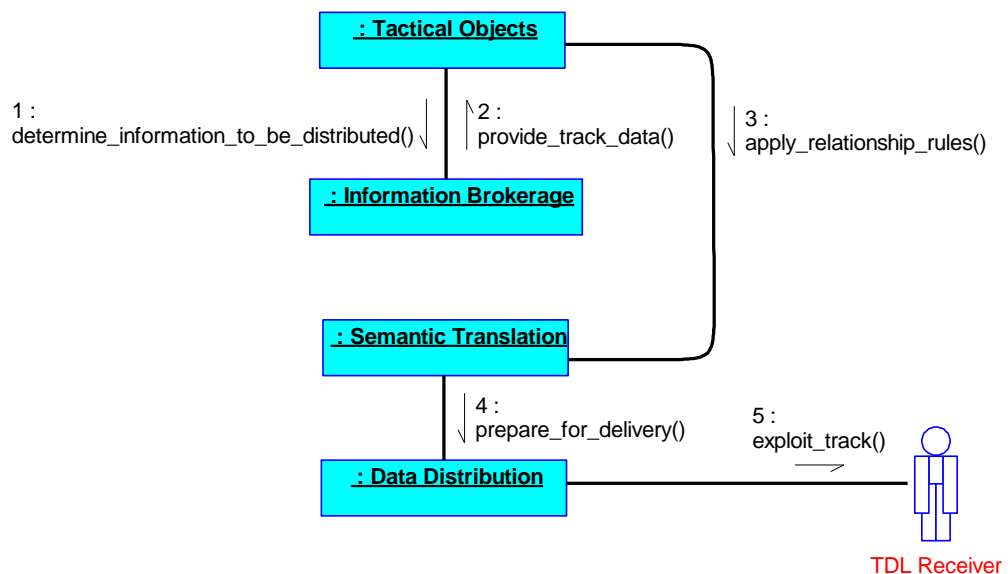 : Tactical Objects
1 :
determine_information_to_be_distributed()
2 :
provide_track_data()
3 :
apply_relationship_rules()
: Information Brokerage
: Semantic Translation
4 :
prepare_for_delivery()
5 :
exploit_track()
: Data Distribution
TDL Receiver